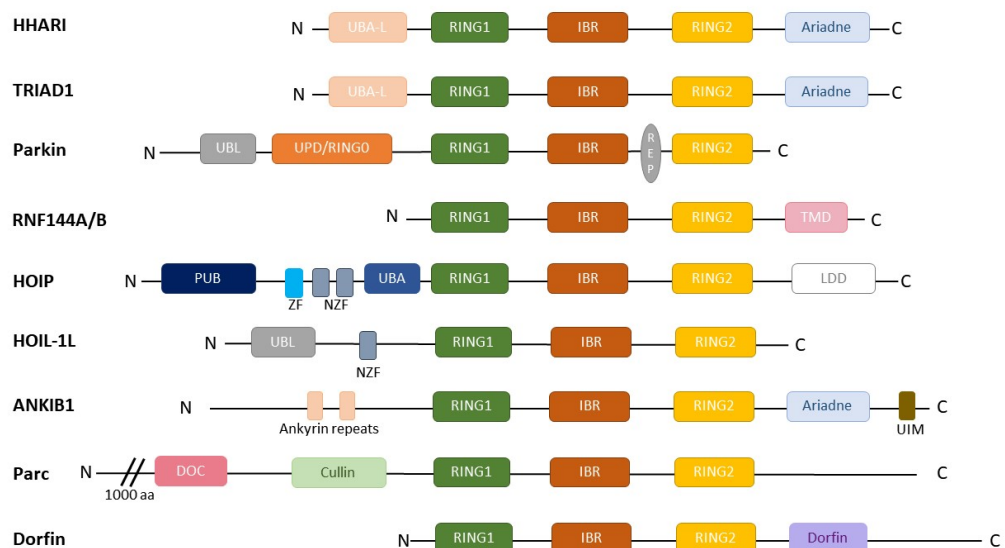 HHARI N UBA-L RING1 IBR RING2 Ariadne C
TRIAD1 N UBA-L RING1 IBR RING2 Ariadne C
Parkin N UBL UPD/RING0 RING1 IBR REP RING2 C
RNF144A/B N RING1 IBR RING2 TMD C
HOIP N PUB UBA RING1 IBR RING2 LDD C
ZF NZF
HOIL-1L N UBL RING1 IBR RING2 C
NZF
ANKIB1 N RING1 IBR RING2 Ariadne C
Ankyrin repeats UIM
Parc N DOC Cullin RING1 IBR RING2 C
1000 aa
Dorfin N RING1 IBR RING2 Dorfin C